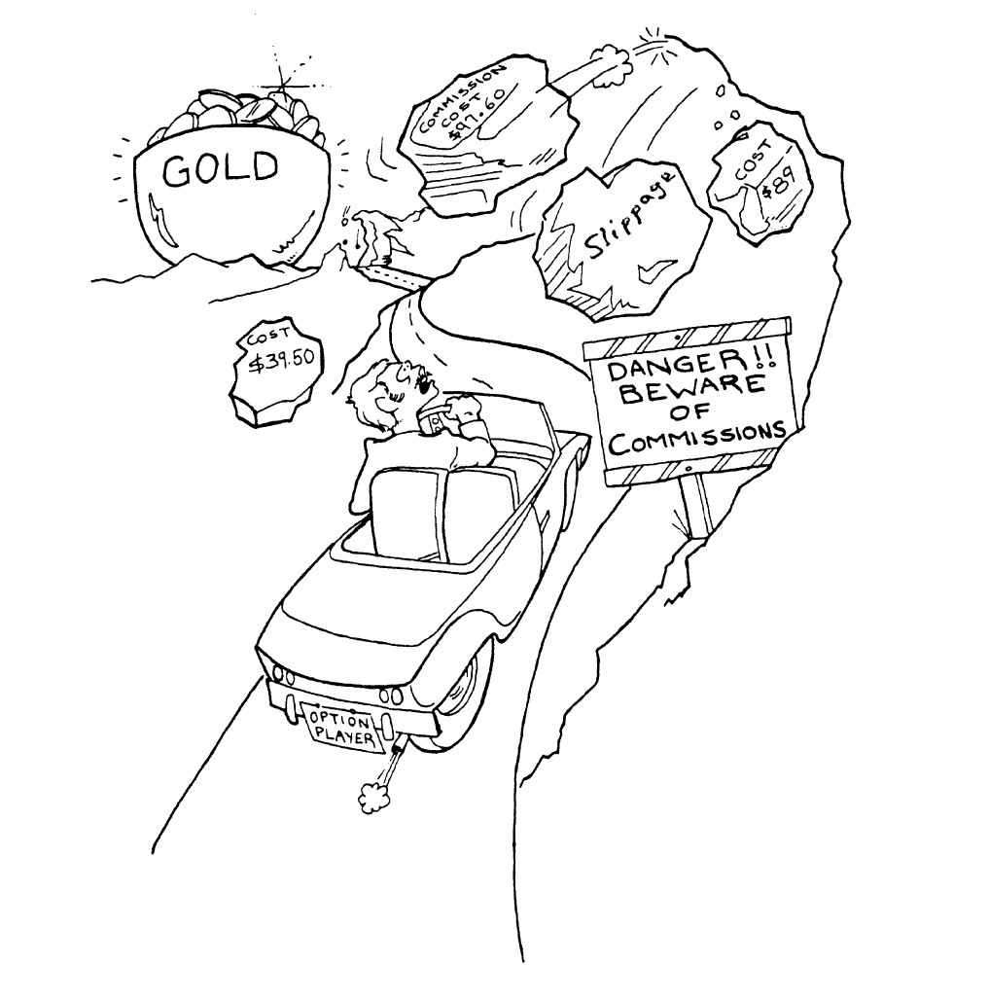 GOLD
COMMISSION
COST
$97.60
Slippage
COST
$89
COST
$39.50
DANGER!!
BEWARE
OF
COMMISSIONS
OPTION
PLAYER